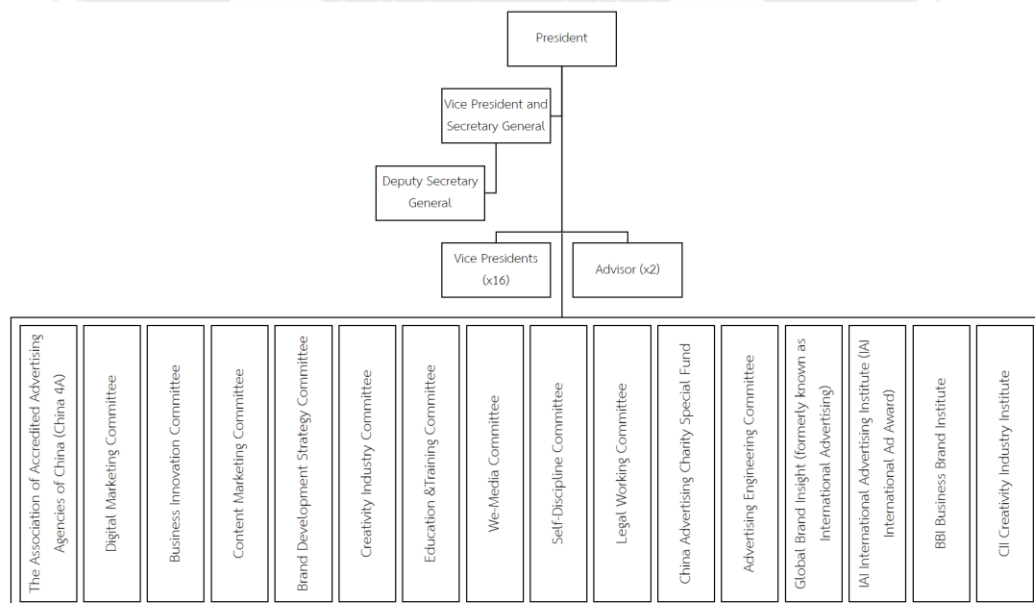 President
Vice President and
Secretary General
Deputy Secretary
General
Vice Presidents
(x16)
Advisor (x2)
The Association of Accredited Advertising
Agencies of China (China 4A)
Digital Marketing Committee
Business Innovation Committee
Content Marketing Committee
Brand Development Strategy Committee
Creativity Industry Committee
Education &Training Committee
We-Media Committee
Self-Discipline Committee
Legal Working Committee
China Advertising Charity Special Fund
Advertising Engineering Committee
Global Brand Insight (formerly known as
International Advertising)
IAI International Advertising Institute (IAI
International Ad Award)
BBI Business Brand Institute
CII Creativity Industry Institute